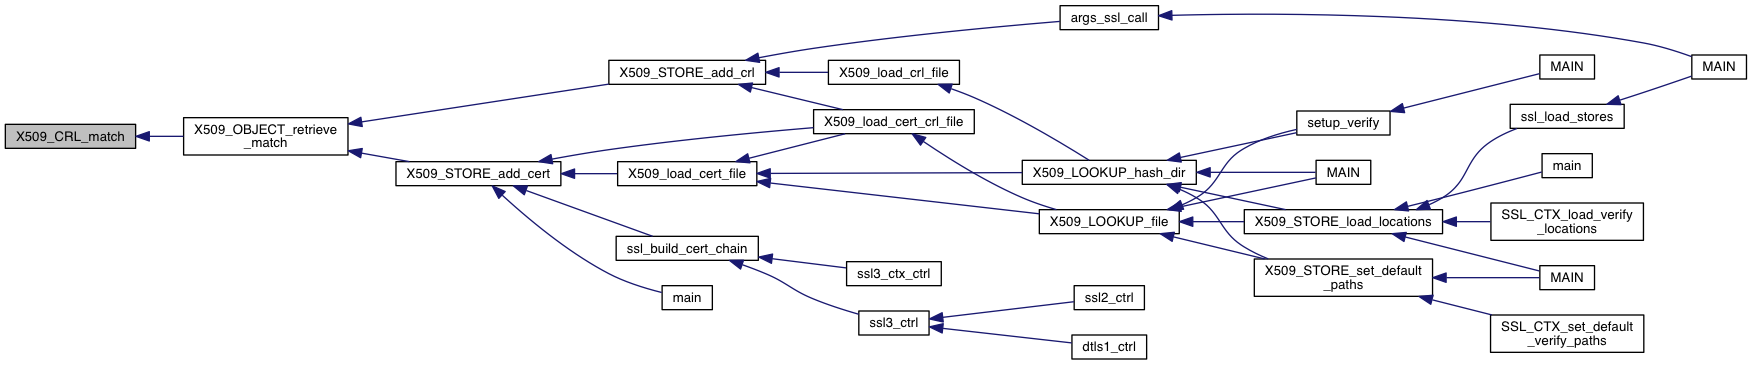 X509_CRL_match
X509_OBJECT_retrieve
_match
X509_STORE_add_crl
X509_STORE_add_cert
args_ssl_call
X509_load_crl_file
X509_load_cert_crl_file
X509_load_cert_file
ssl_build_cert_chain
main
ssl3_ctx_ctrl
ssl3_ctrl
X509_LOOKUP_hash_dir
X509_LOOKUP_file
ssl2_ctrl
dtls1_ctrl
setup_verify
MAIN
X509_STORE_load_locations
X509_STORE_set_default
_paths
MAIN
ssl_load_stores
main
SSL_CTX_load_verify
_locations
MAIN
SSL_CTX_set_default
_verify_paths
MAIN